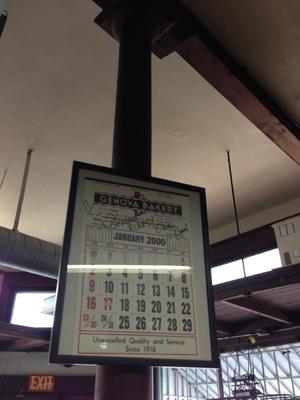 GENOVA BAKERY
JANUARY 2000
2 3 4 5 6 7 8
9 10 11 12 13 14 15
16 17 18 19 20 21 22
23/30 24/31 25 26 27 28 29
Unexcelled Quality and Service
Since 1918
EXIT